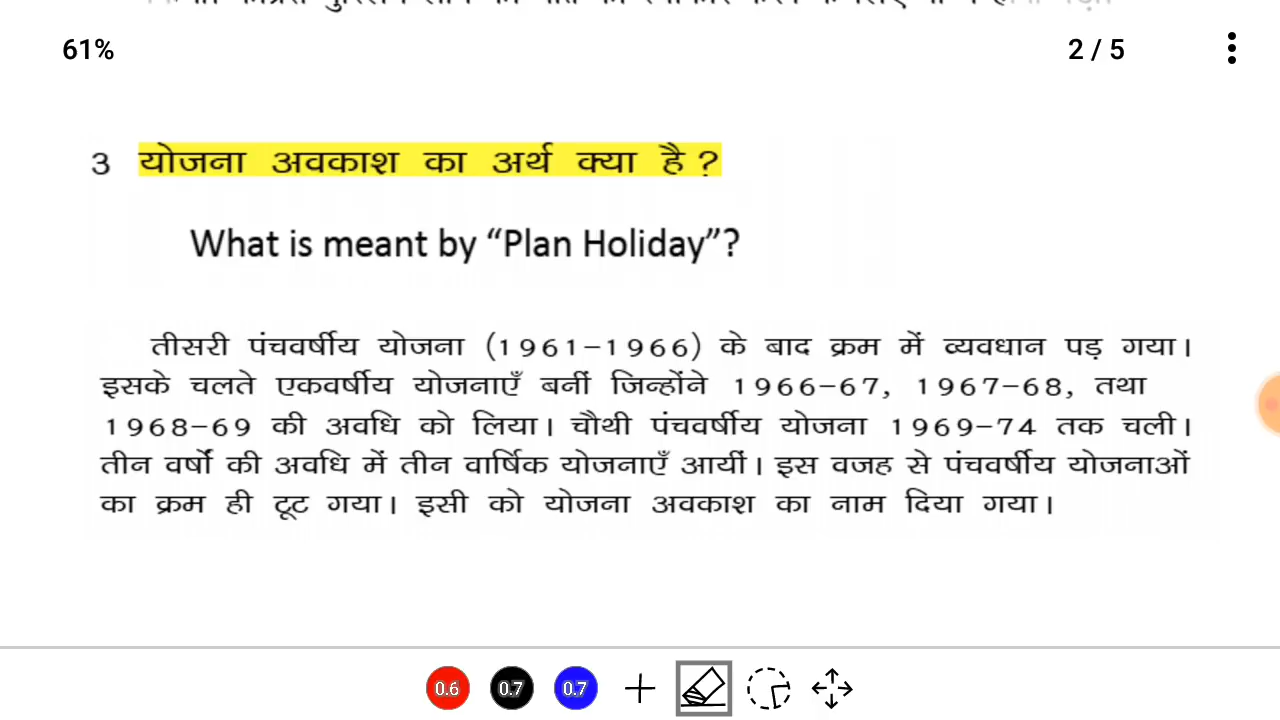 61%
2 / 5
3 योजना अवकाश का अर्थ क्या है ?
What is meant by “Plan Holiday”?
तीसरी पंचवर्षीय योजना (1961–1966) के बाद क्रम में व्यवधान पड़ गया।
इसके चलते एकवर्षीय योजनाएँ बनीं जिन्होंने 1966–67, 1967–68, तथा
1968–69 की अवधि को लिया। चौथी पंचवर्षीय योजना 1969–74 तक चली।
तीन वर्षों की अवधि में तीन वार्षिक योजनाएँ आयीं। इस वजह से पंचवर्षीय योजनाओं
का क्रम ही टूट गया। इसी को योजना अवकाश का नाम दिया गया।
0.6 0.7 0.7